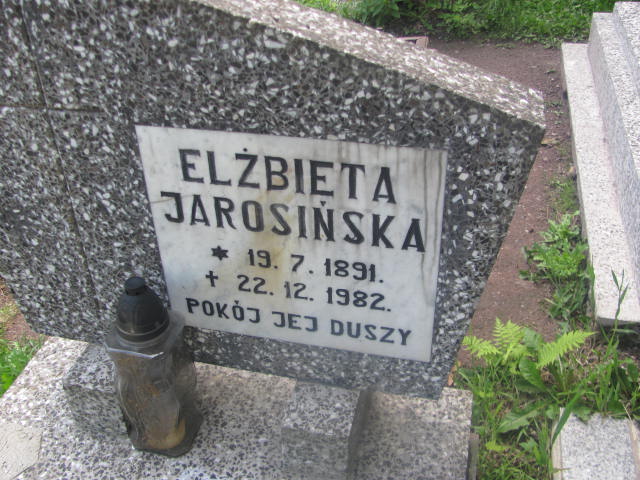 ELŻBIETA
JAROSIŃSKA
✶ 19. 7. 1891.
✝ 22. 12. 1982.
POKÓJ JEJ DUSZY